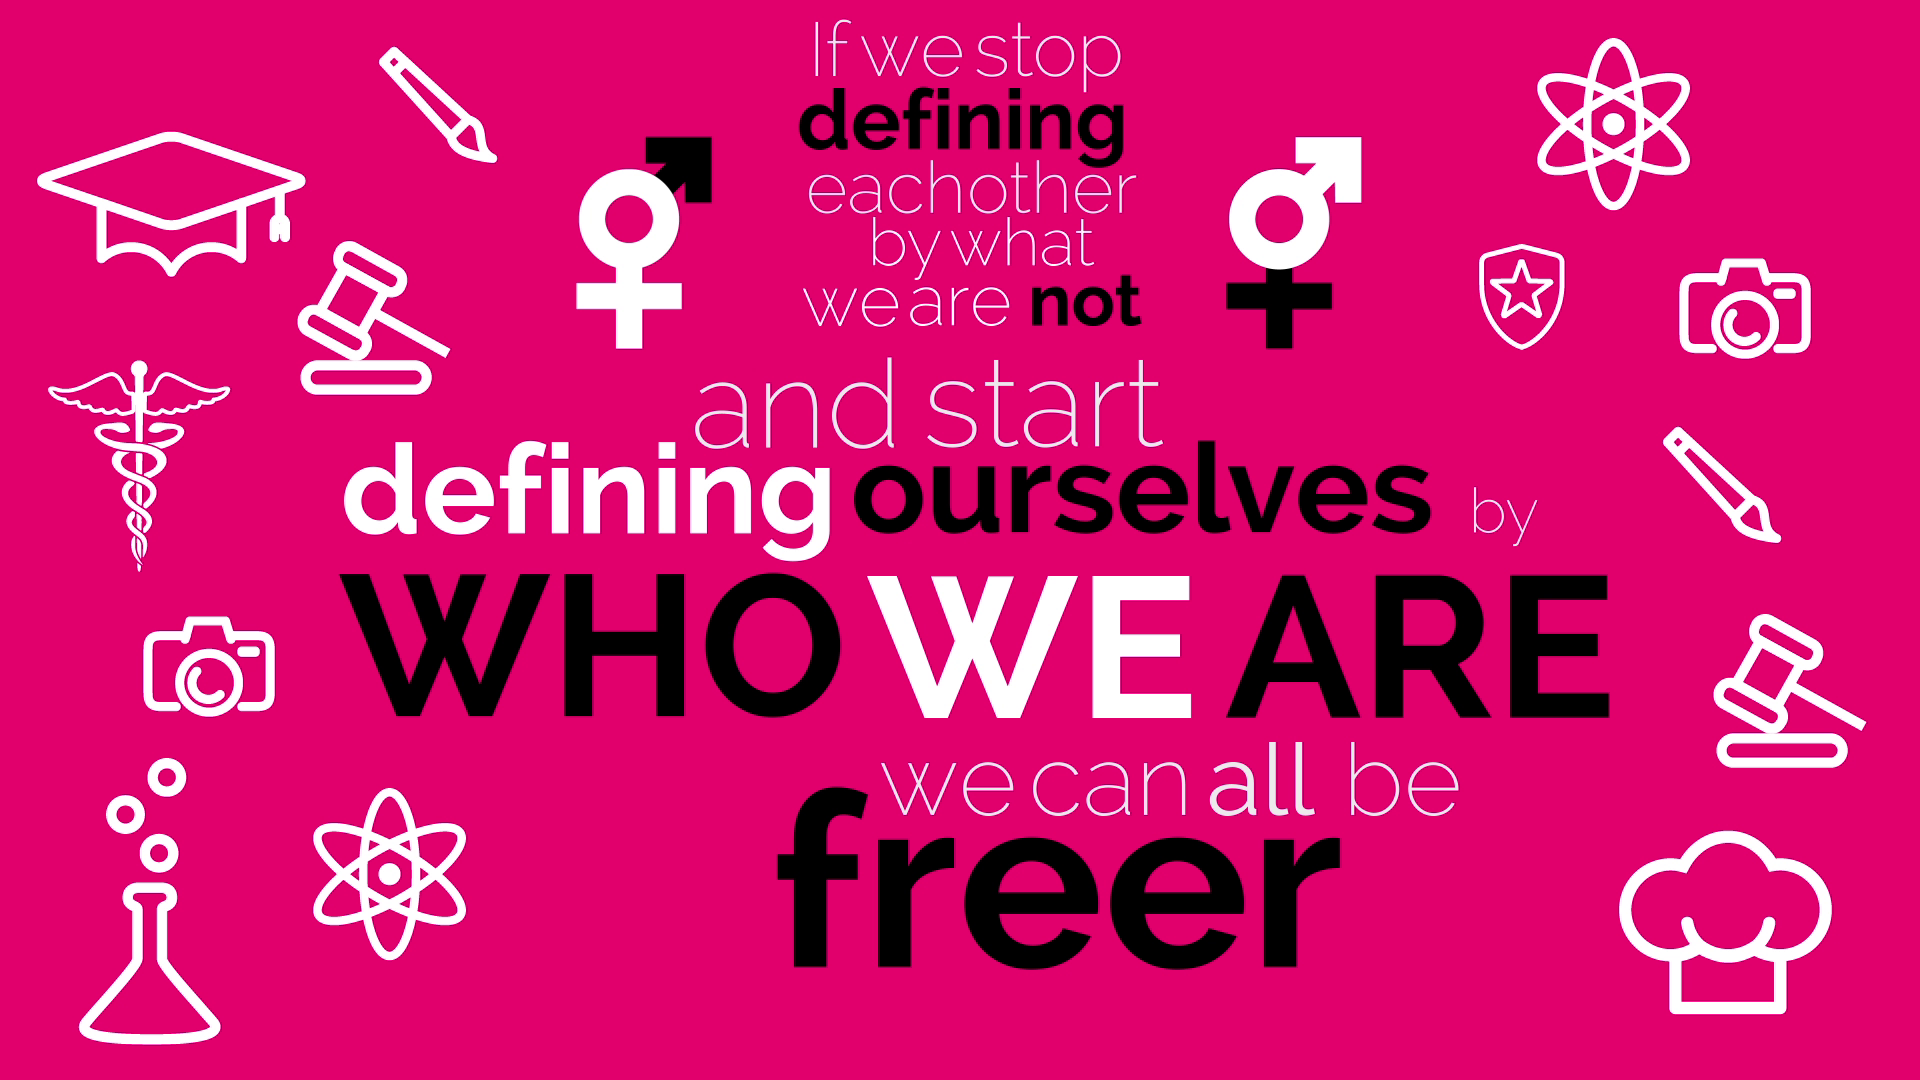 If we stop
defining
eachother
by what
we are not
and start
defining ourselves by
WHO WE ARE
we can all be
freer